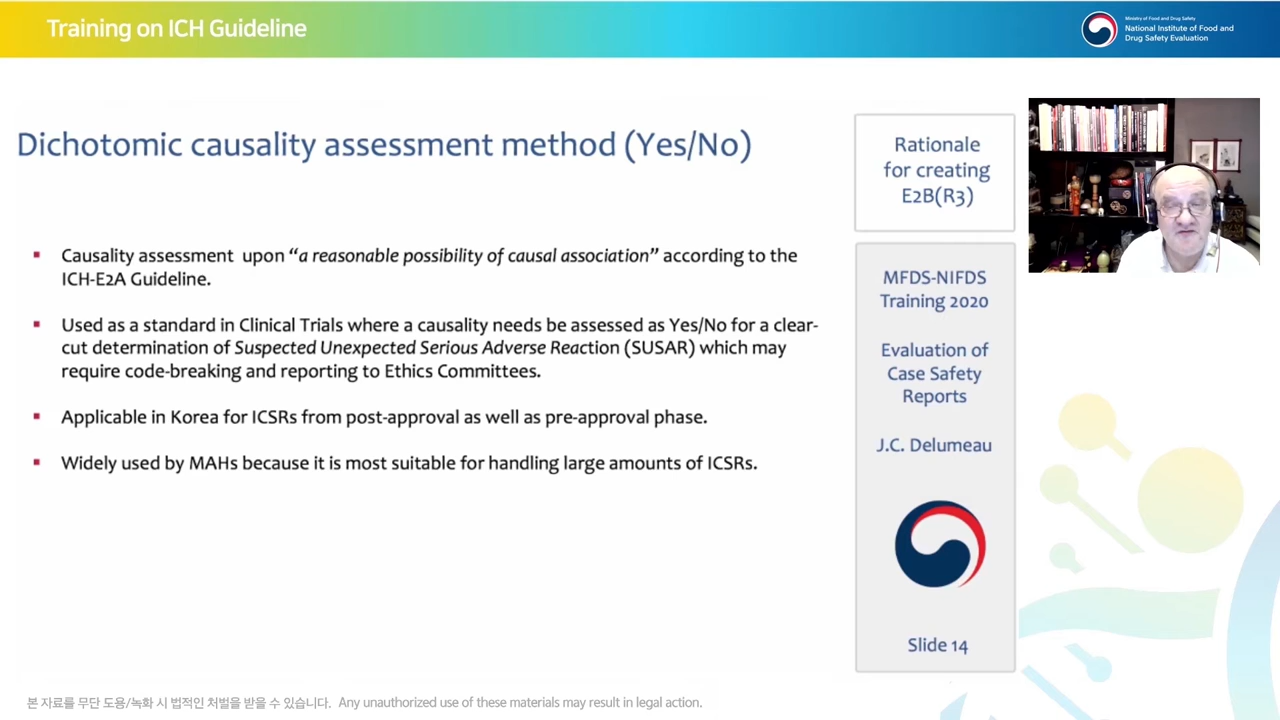 Training on ICH Guideline
Ministry of Food and Drug Safety
National Institute of Food and
Drug Safety Evaluation
Dichotomic causality assessment method (Yes/No)
▪ Causality assessment upon “a reasonable possibility of causal association” according to the
ICH-E2A Guideline.
▪ Used as a standard in Clinical Trials where a causality needs be assessed as Yes/No for a clear-
cut determination of Suspected Unexpected Serious Adverse Reaction (SUSAR) which may
require code-breaking and reporting to Ethics Committees.
▪ Applicable in Korea for ICSRs from post-approval as well as pre-approval phase.
▪ Widely used by MAHs because it is most suitable for handling large amounts of ICSRs.
Rationale
for creating
E2B(R3)
MFDS-NIFDS
Training 2020
Evaluation of
Case Safety
Reports
J.C. Delumeau
Slide 14
본 자료를 무단 도용/녹화 시 법적인 처벌을 받을 수 있습니다. Any unauthorized use of these materials may result in legal action.